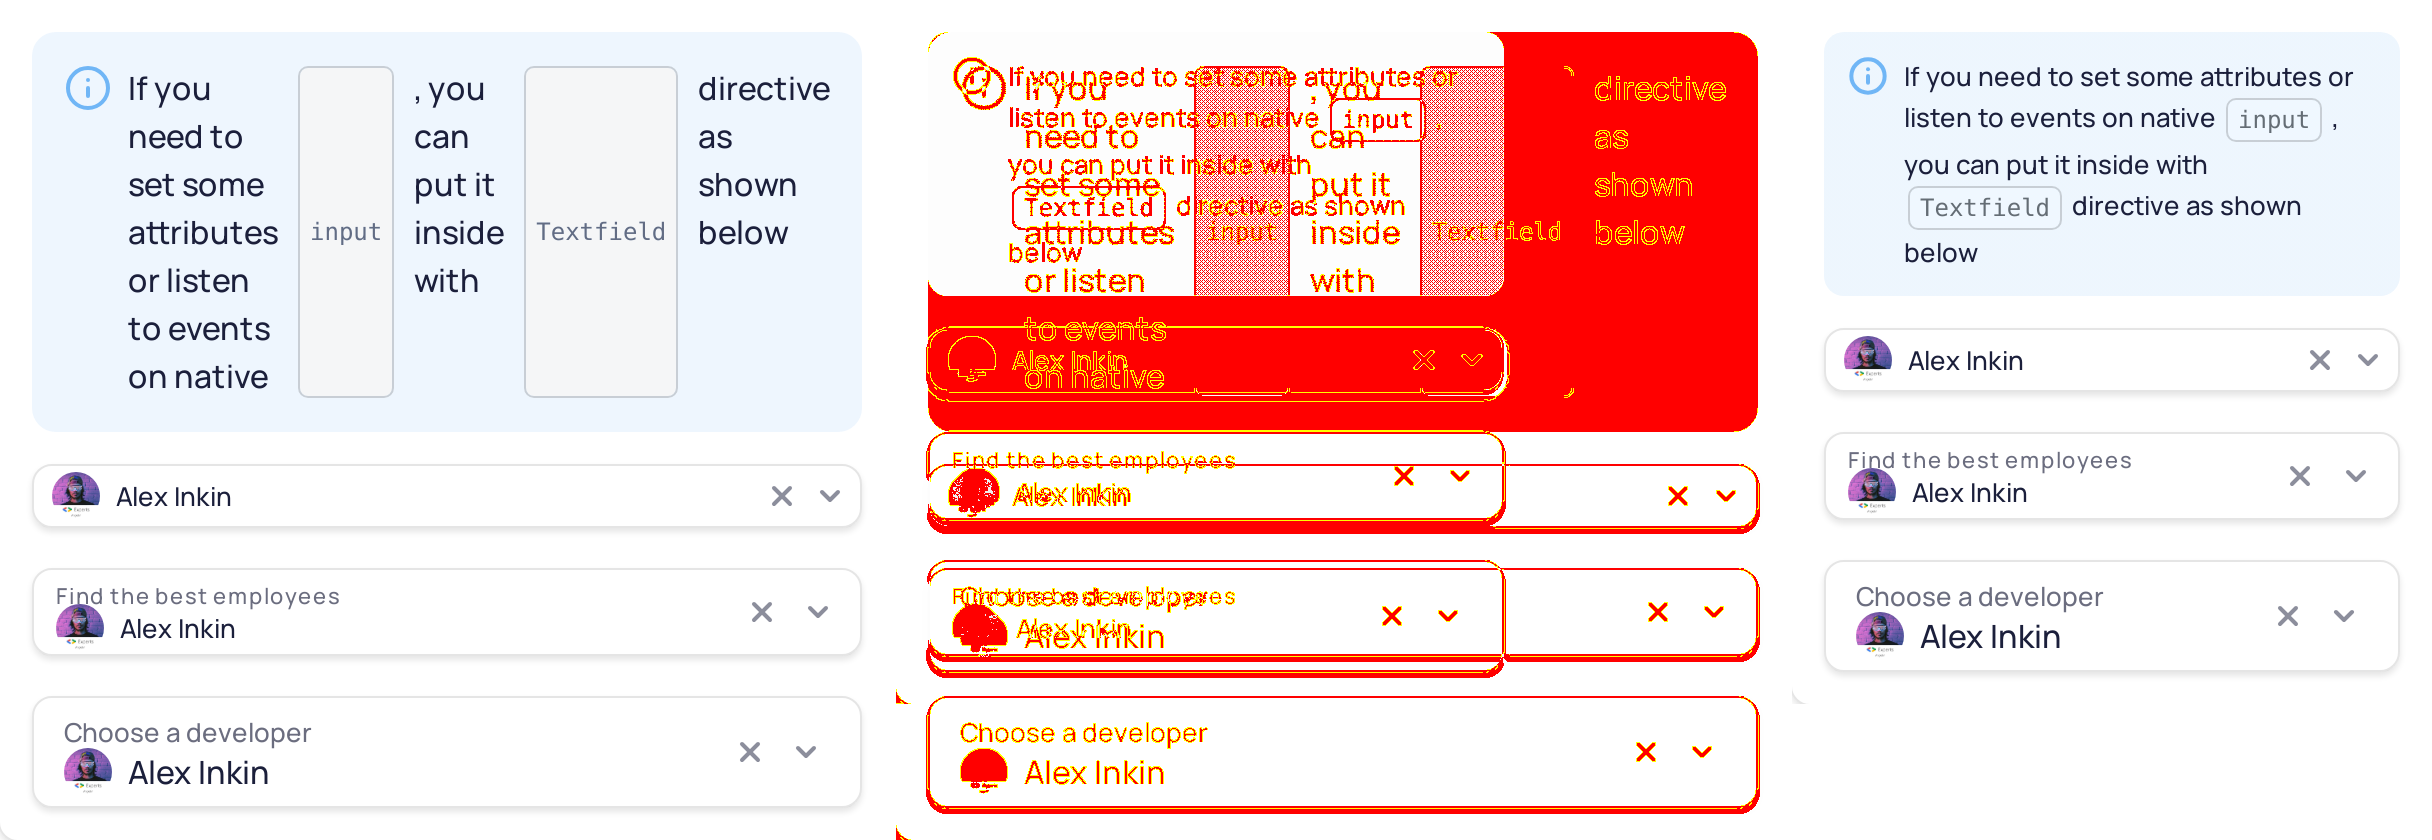 If you
need to
set some
attributes
or listen
to events
on native
input
, you
can
put it
inside
with
Textfield
directive
as
shown
below
Alex Inkin
Find the best employees
Alex Inkin
Choose a developer
Alex Inkin
If you need to set some attributes or
listen to events on native input ,
you can put it inside with
Textfield directive as shown
below
If you
need to
set some
attributes
or listen
to events
on native
input
, you
can
put it
inside
with
Textfield
directive
as
shown
below
Alex Inkin
Find the best employees
Alex Inkin
Find the best employees
Choose a developer
Alex Inkin
Alex Inkin
Choose a developer
Alex Inkin
If you need to set some attributes or
listen to events on native input ,
you can put it inside with
Textfield directive as shown
below
Alex Inkin
Find the best employees
Alex Inkin
Choose a developer
Alex Inkin